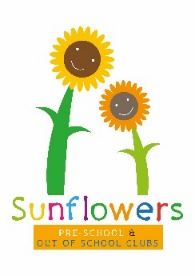 Sunflowers
PRE-SCHOOL &
OUT OF SCHOOL CLUBS